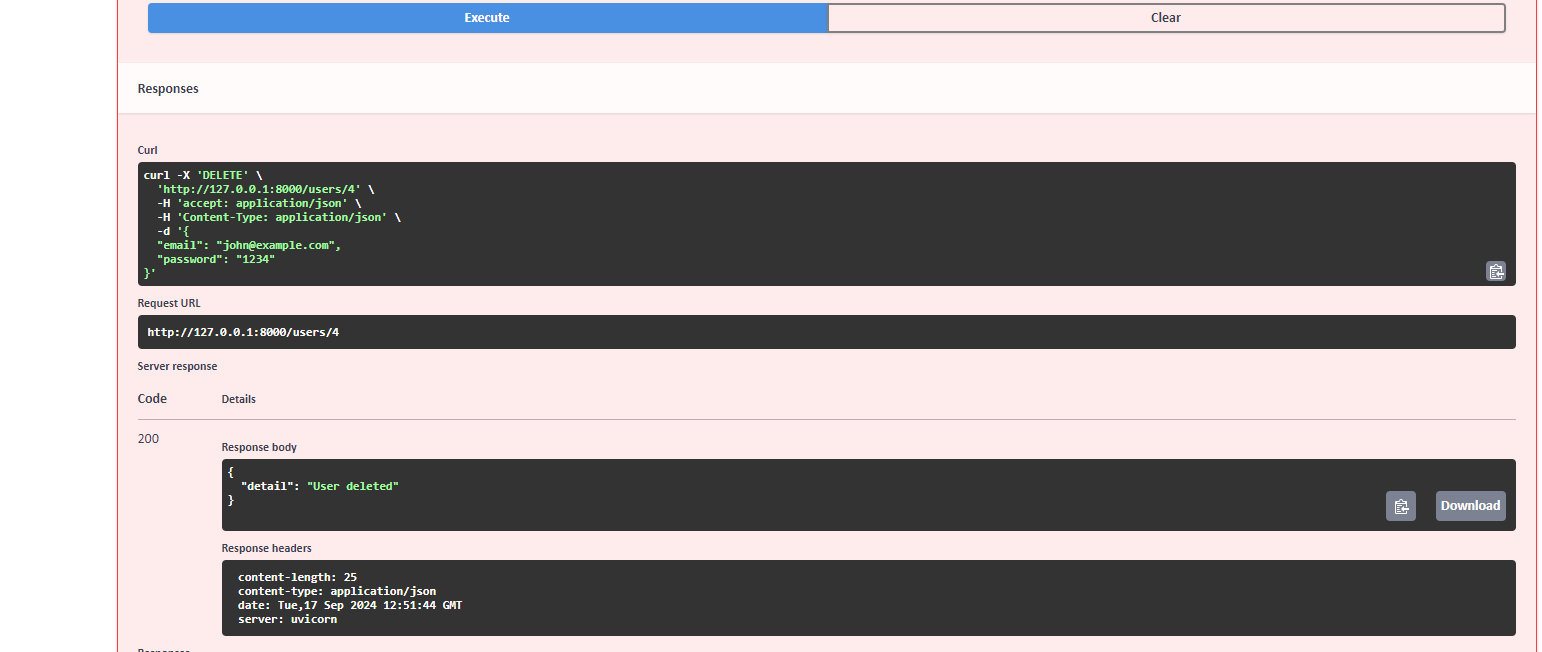 Execute
Clear
Responses
Curl
curl -X 'DELETE' \
  'http://127.0.0.1:8000/users/4' \
  -H 'accept: application/json' \
  -H 'Content-Type: application/json' \
  -d '{
  "email": "john@example.com",
  "password": "1234"
}'
Request URL
http://127.0.0.1:8000/users/4
Server response
Code Details
200
Response body
{
  "detail": "User deleted"
}
Download
Response headers
content-length: 25
content-type: application/json
date: Tue,17 Sep 2024 12:51:44 GMT
server: uvicorn
Responses